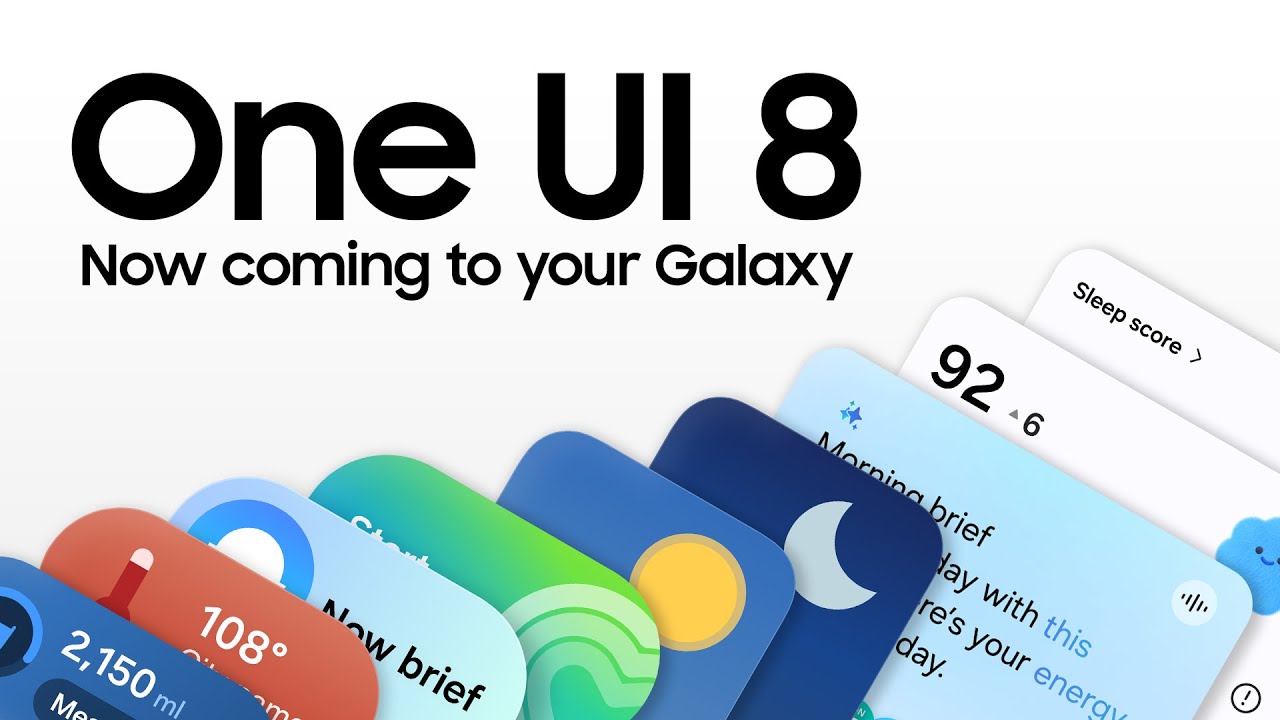 One UI 8
Now coming to your Galaxy
Sleep score >
92 ▲6
Morning brief
day with this
re's your energy
day.
Start
Now brief
108°
2,150 ml